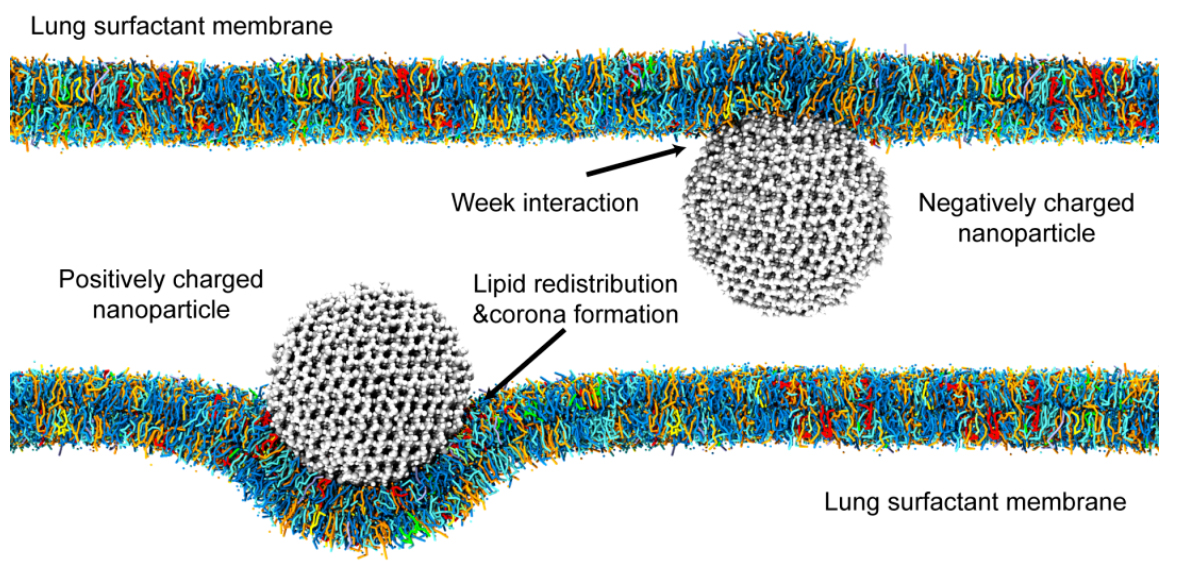 Lung surfactant membrane
Week interaction
Negatively charged
nanoparticle
Positively charged
nanoparticle
Lipid redistribution
&corona formation
Lung surfactant membrane